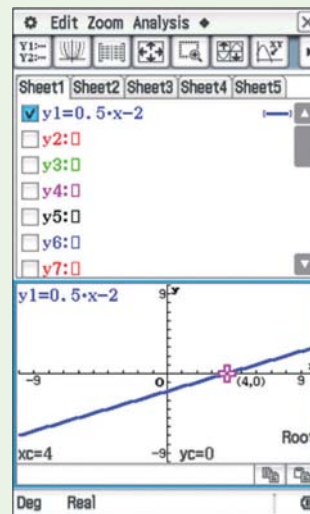 Edit Zoom Analysis
Sheet1 Sheet2 Sheet3 Sheet4 Sheet5
y1=0.5•x-2
y2:
y3:
y4:
y5:
y6:
y7:
y1=0.5•x-2
9 y
-9 O (4,0) 9
Root
xc=4 -9 yc=0
Deg Real